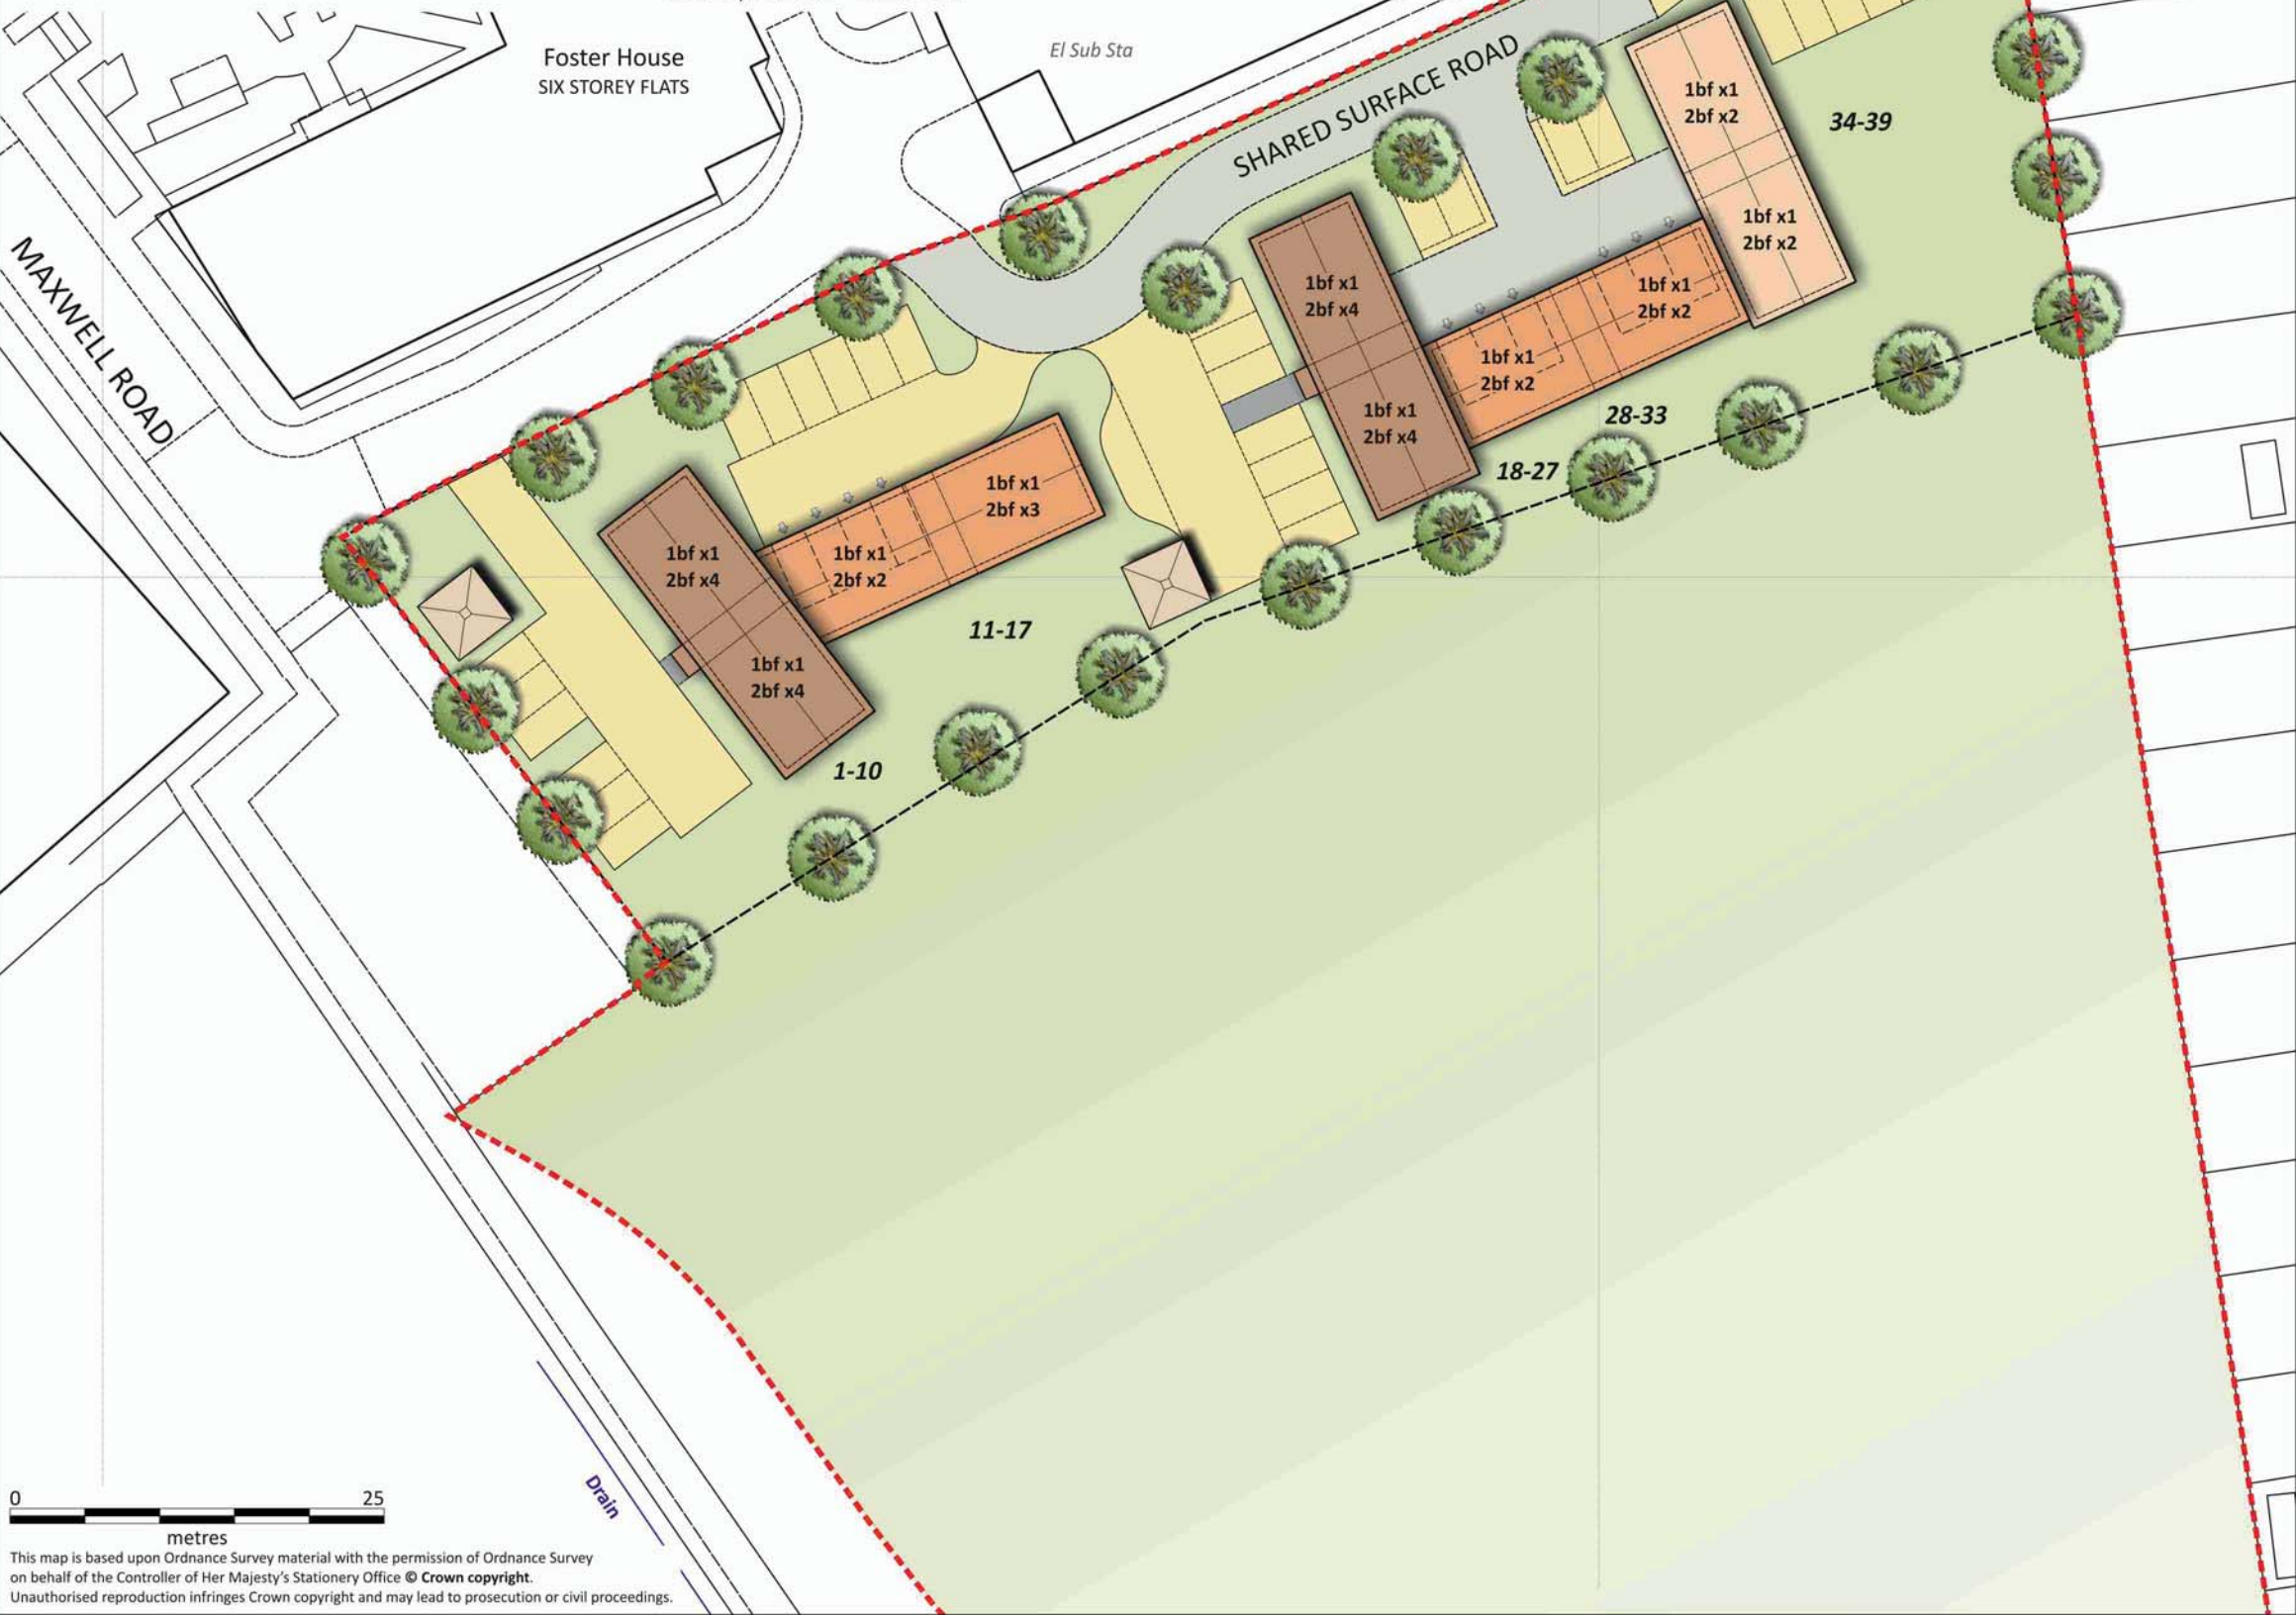 Foster House
SIX STOREY FLATS
El Sub Sta
SHARED SURFACE ROAD
MAXWELL ROAD
1bf x1
2bf x2
34-39
1bf x1
2bf x2
1bf x1
2bf x4
1bf x1
2bf x2
1bf x1
2bf x2
1bf x1
2bf x4
28-33
18-27
1bf x1
2bf x3
1bf x1
2bf x2
1bf x1
2bf x4
11-17
1bf x1
2bf x4
1-10
Drain
0 25
metres
This map is based upon Ordnance Survey material with the permission of Ordnance Survey
on behalf of the Controller of Her Majesty's Stationery Office © Crown copyright.
Unauthorised reproduction infringes Crown copyright and may lead to prosecution or civil proceedings.